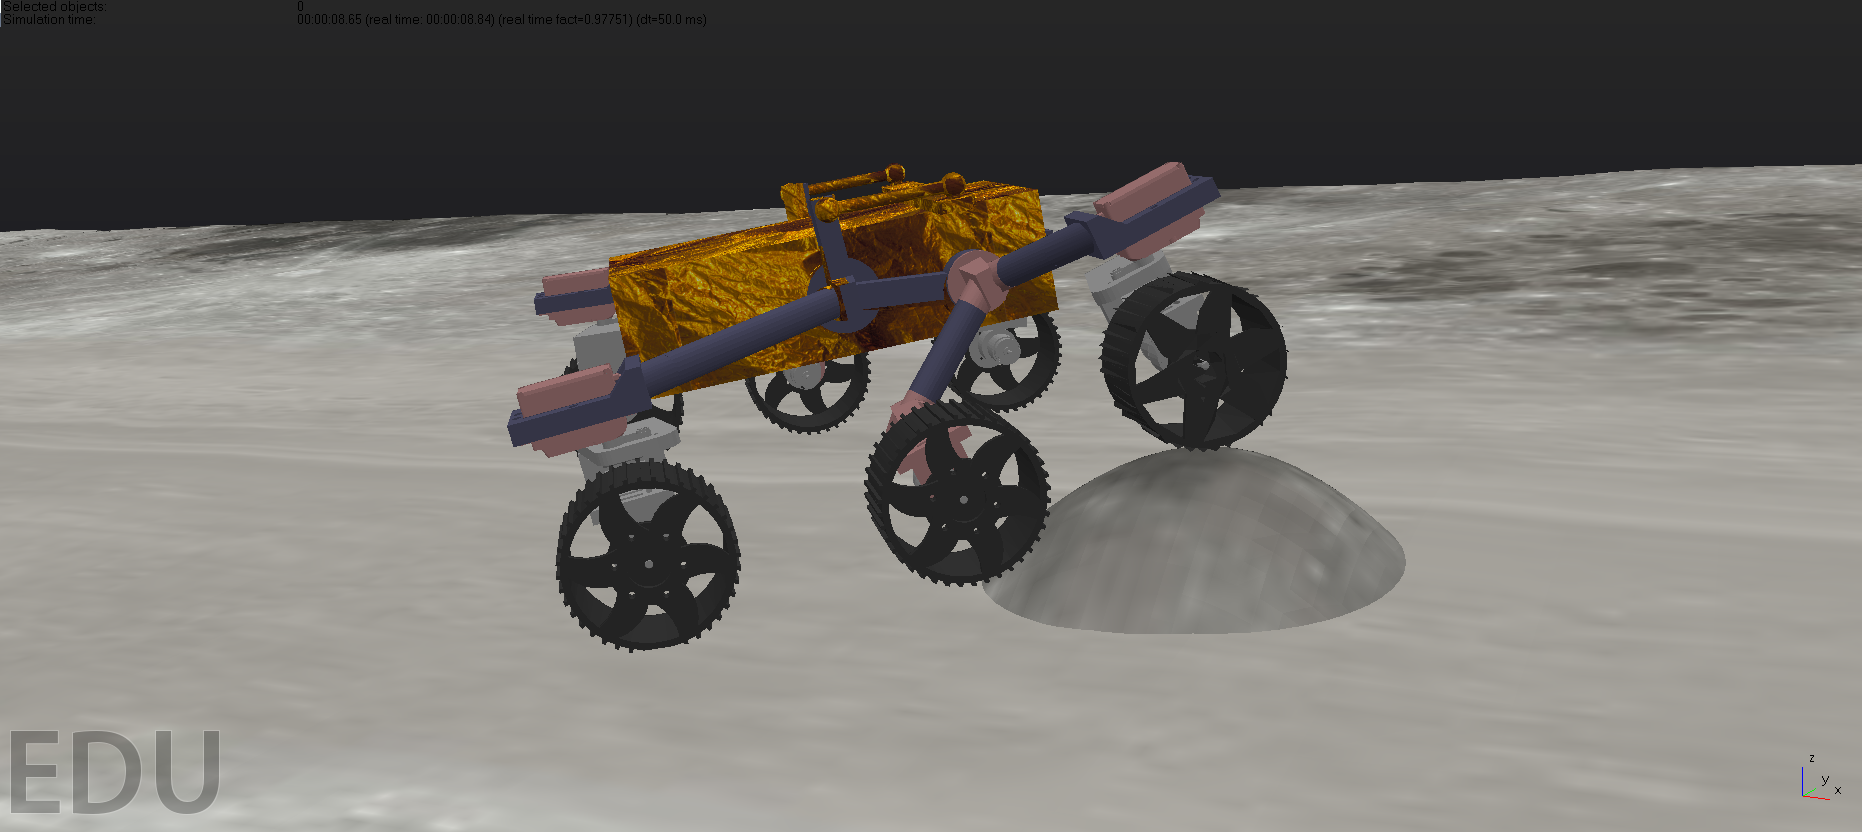 Selected objects: 0
Simulation time: 00:00:08.65 (real time: 00:00:08.84) (real time fact=0.97751) (dt=50.0 ms)
EDU
z
y
x